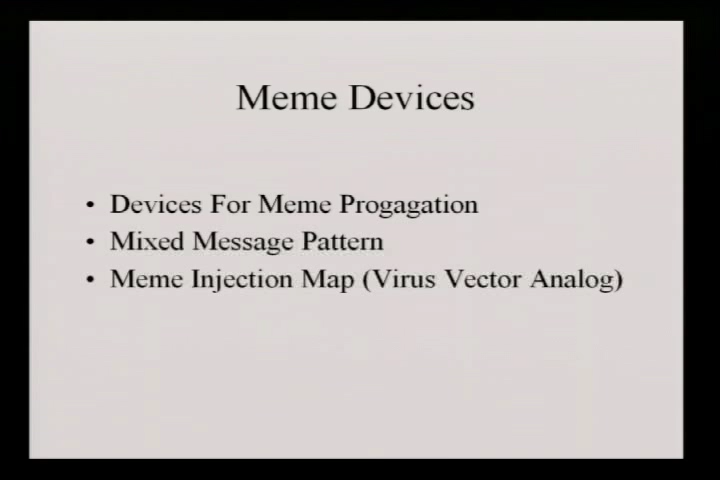 Meme Devices
• Devices For Meme Progagation
• Mixed Message Pattern
• Meme Injection Map (Virus Vector Analog)